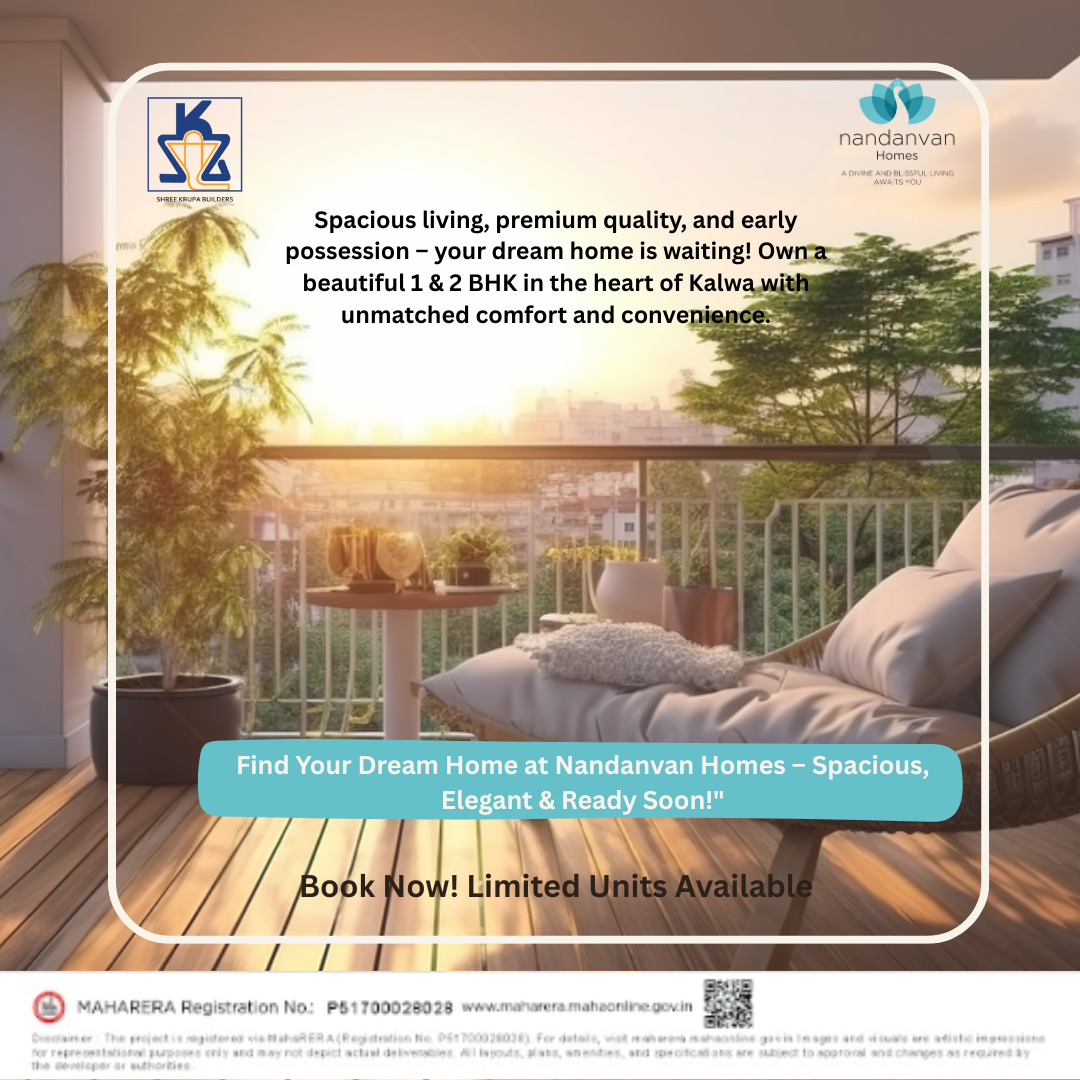 SHREE KRUPA BUILDERS
nandanvan
Homes
A DIVINE AND BLISSFUL LIVING
AWAITS YOU
Spacious living, premium quality, and early
possession – your dream home is waiting! Own a
beautiful 1 & 2 BHK in the heart of Kalwa with
unmatched comfort and convenience.
Find Your Dream Home at Nandanvan Homes – Spacious,
Elegant & Ready Soon!"
Book Now! Limited Units Available
MAHARERA Registration No.: P51700028028 www.maharera.mahaonline.gov.in
Disclaimer : The project is registered via MahaRERA (Registration No. P51700028028). For details, visit maharera.mahaonline.gov.in Images and visuals are artistic impressions
for representational purposes only and may not depict actual deliverables. All layouts, plans, amenities, and specifications are subject to approval and changes as required by
the developer or authorities.